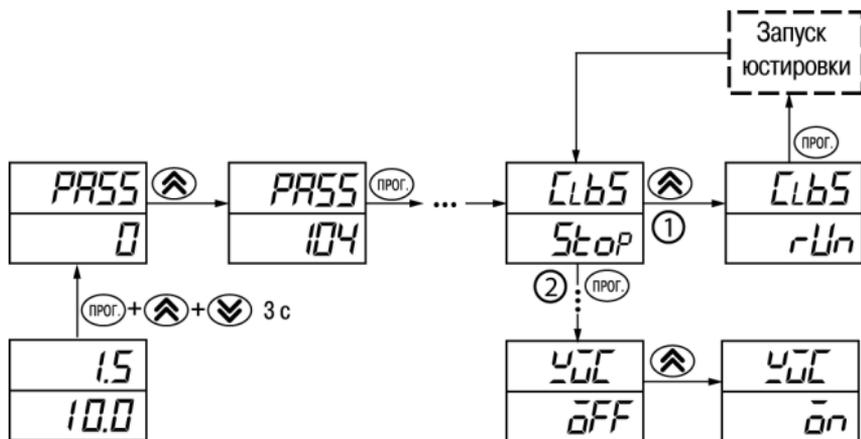 Запуск
юстировки
ПРОГ.
PASS PASS ПРОГ. ... CLbS CLbS
0 104 StoP 1 rUn
ПРОГ. + + 3 с 2 ПРОГ.
1.5
10.0 oFF on